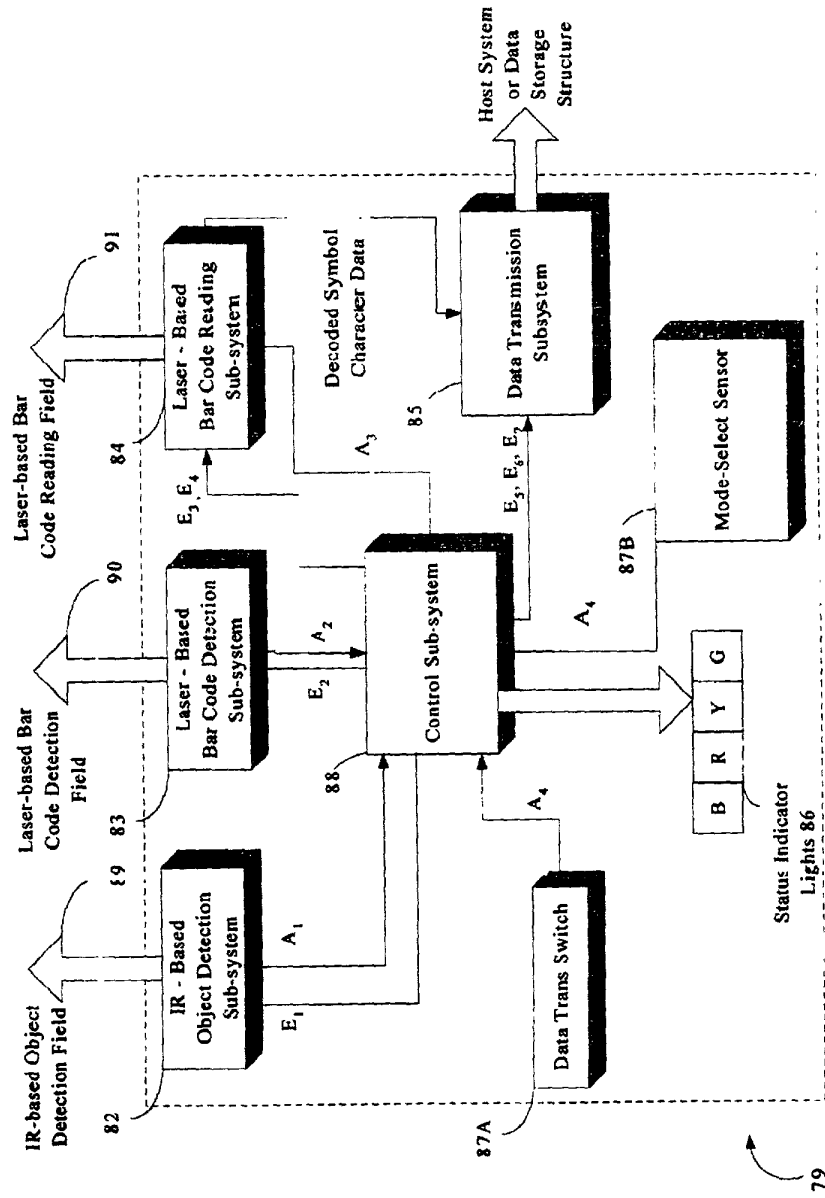 IR-based Object
Detection Field
89
82
IR - Based
Object Detection
Sub-system
Laser-based Bar
Code Detection
Field
90
83
Laser - Based
Bar Code Detection
Sub-system
Laser-based Bar
Code Reading Field
91
84
Laser - Based
Bar Code Reading
Sub-system
E1
A1
E2
A2
E3, E4
A3
Decoded Symbol
Character Data
88
Control Sub-system
85
Data Transmission
Subsystem
Host System
or Data
Storage
Structure
E5, E6, E7
87A
Data Trans Switch
A4
A4
87B
Mode-Select Sensor
B R Y G
Status Indicator
Lights 86
79